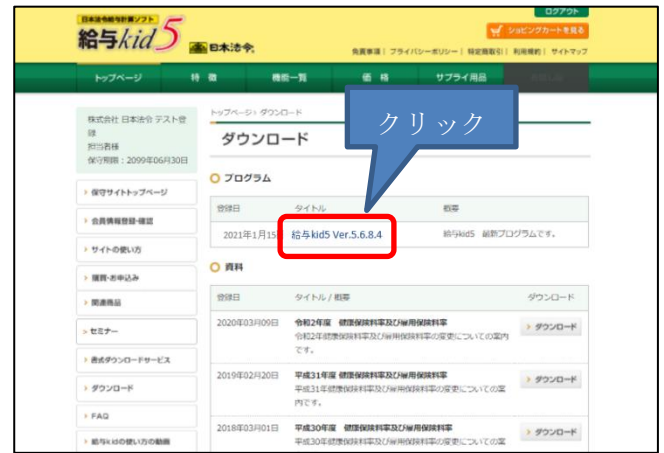 日本法令給与計算ソフト
給与kid5
日本法令
ログアウト
ショピングカートを見る
免責事項 | プライバシーポリシー | 特定商取引 | 利用規約 | サイトマップ
トップページ 特 徴 機能一覧 価 格 サプライ用品
株式会社 日本法令 テスト登
録
担当者様
保守期限：2099年06月30日
保守サイトトップページ
会員情報登録・確認
サイトの使い方
購買・お申込み
関連商品
セミナー
書式ダウンロードサービス
ダウンロード
FAQ
給与kidの使い方の動画
トップページ› ダウンロード
ダウンロード
クリック
プログラム
登録日 タイトル 概要
2021年1月15 給与kid5 Ver.5.6.8.4 給与kid5 最新プログラムです。
資料
登録日 タイトル / 概要 ダウンロード
2020年03月09日 令和2年度 健康保険料率及び雇用保険料率 ダウンロード
令和2年健康保険料率及び雇用保険料率の変更についての案内
です。
2019年02月20日 平成31年度 健康保険料率及び雇用保険料率 ダウンロード
平成31年健康保険料率及び雇用保険料率の変更についての案
内です。
2018年03月01日 平成30年度 健康保険料率及び雇用保険料率 ダウンロード
平成30年健康保険料率及び雇用保険料率の変更についての案